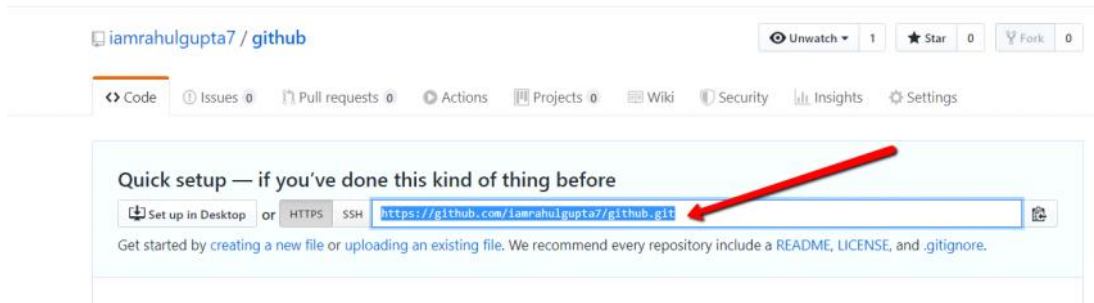 iamrahulgupta7 / github
Unwatch 1 Star 0 Fork 0
Code Issues 0 Pull requests 0 Actions Projects 0 Wiki Security Insights Settings
Quick setup — if you've done this kind of thing before
Set up in Desktop or HTTPS SSH https://github.com/iamrahulgupta7/github.git
Get started by creating a new file or uploading an existing file. We recommend every repository include a README, LICENSE, and .gitignore.